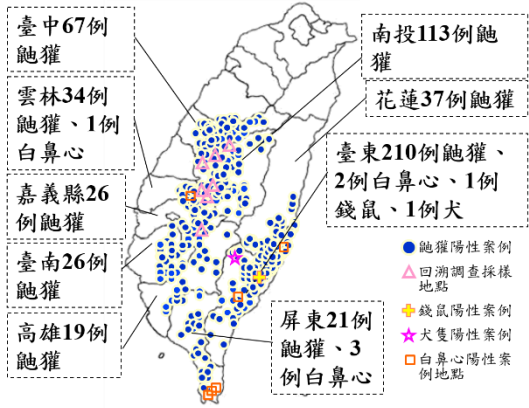 臺中67例
鼬獾
雲林34例
鼬獾、1例
白鼻心
嘉義縣26
例鼬獾
臺南26例
鼬獾
高雄19例
鼬獾
南投113例鼬
獾
花蓮37例鼬獾
臺東210例鼬獾、
2例白鼻心、1例
錢鼠、1例犬
屏東21例
鼬獾、3
例白鼻心
鼬獾陽性案例
回溯調查採樣
地點
錢鼠陽性案例
犬隻陽性案例
白鼻心陽性案
例地點